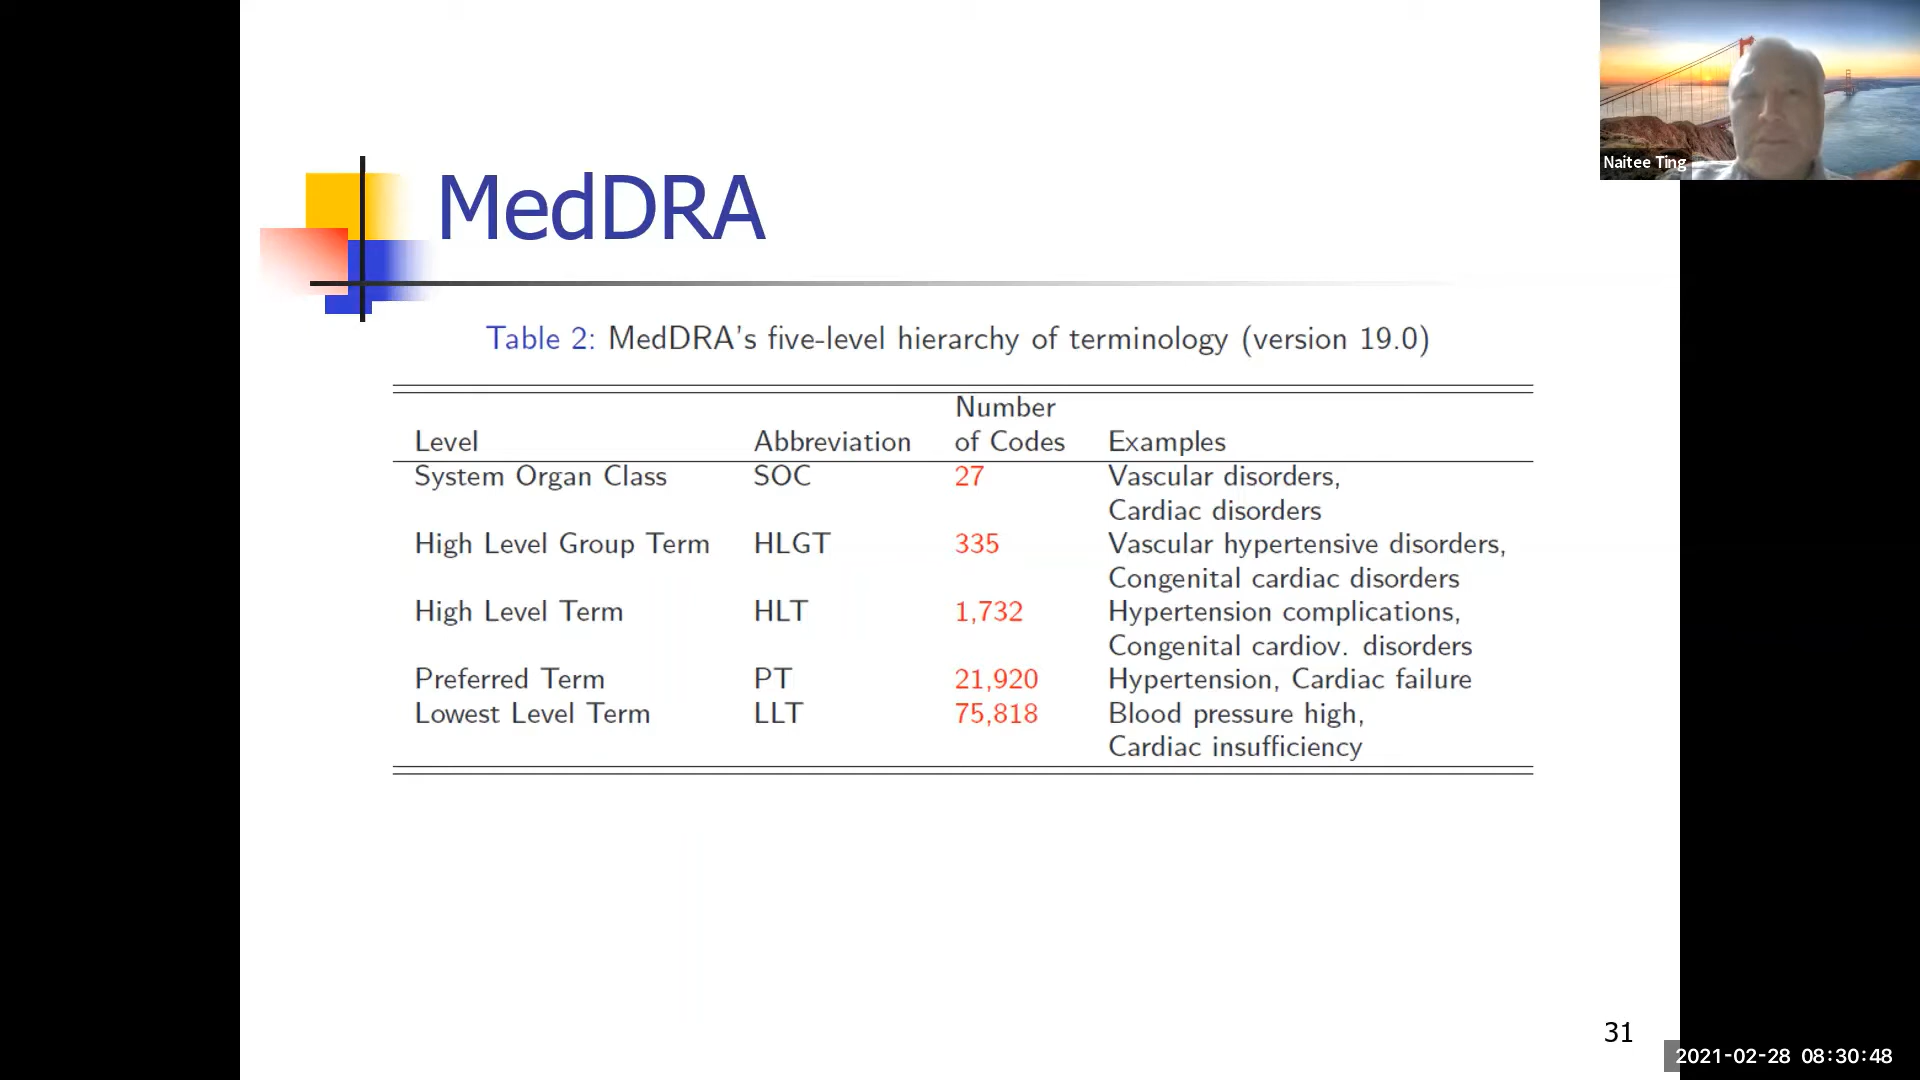 MedDRA
Table 2: MedDRA's five-level hierarchy of terminology (version 19.0)
Level Abbreviation Number of Codes Examples
System Organ Class SOC 27 Vascular disorders,
Cardiac disorders
High Level Group Term HLGT 335 Vascular hypertensive disorders,
Congenital cardiac disorders
High Level Term HLT 1,732 Hypertension complications,
Congenital cardiov. disorders
Preferred Term PT 21,920 Hypertension, Cardiac failure
Lowest Level Term LLT 75,818 Blood pressure high,
Cardiac insufficiency
31
Naitee Ting
2021-02-28 08:30:48